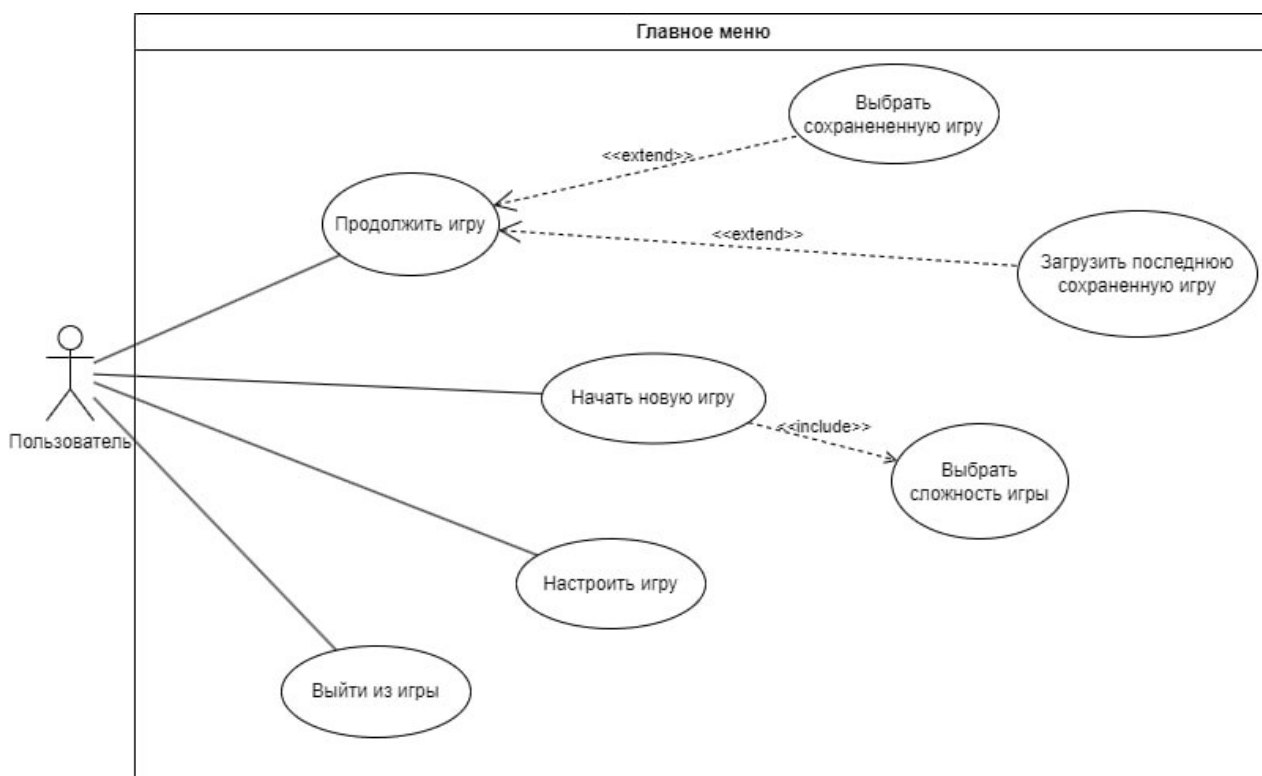 Главное меню
Выбрать
сохранененную игру
<<extend>>
Продолжить игру
<<extend>>
Загрузить последнюю
сохраненную игру
Начать новую игру
<<include>>
Пользователь
Выбрать
сложность игры
Настроить игру
Выйти из игры